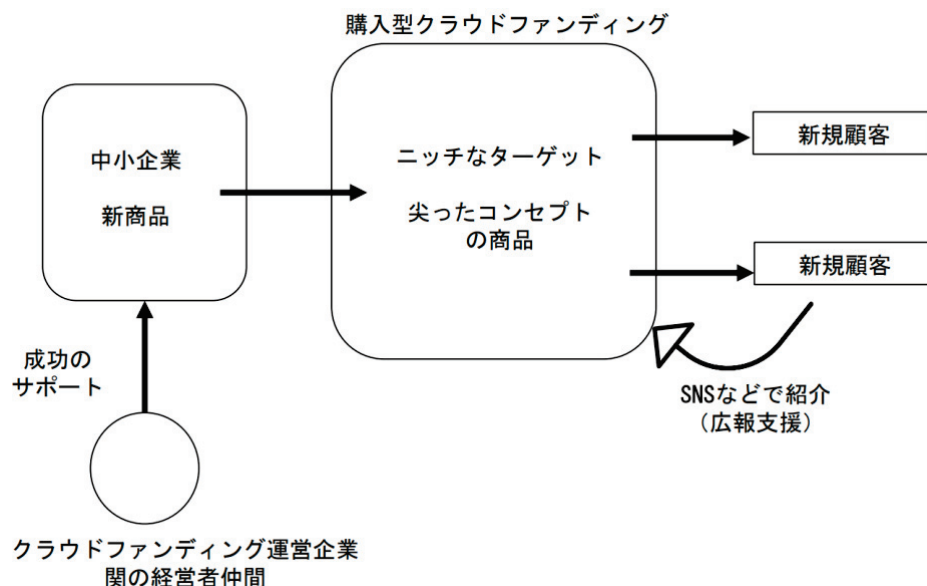 購入型クラウドファンディング
中小企業
新商品
ニッチなターゲット
尖ったコンセプト
の商品
新規顧客
新規顧客
成功の
サポート
SNSなどで紹介
（広報支援）
クラウドファンディング運営企業
関の経営者仲間